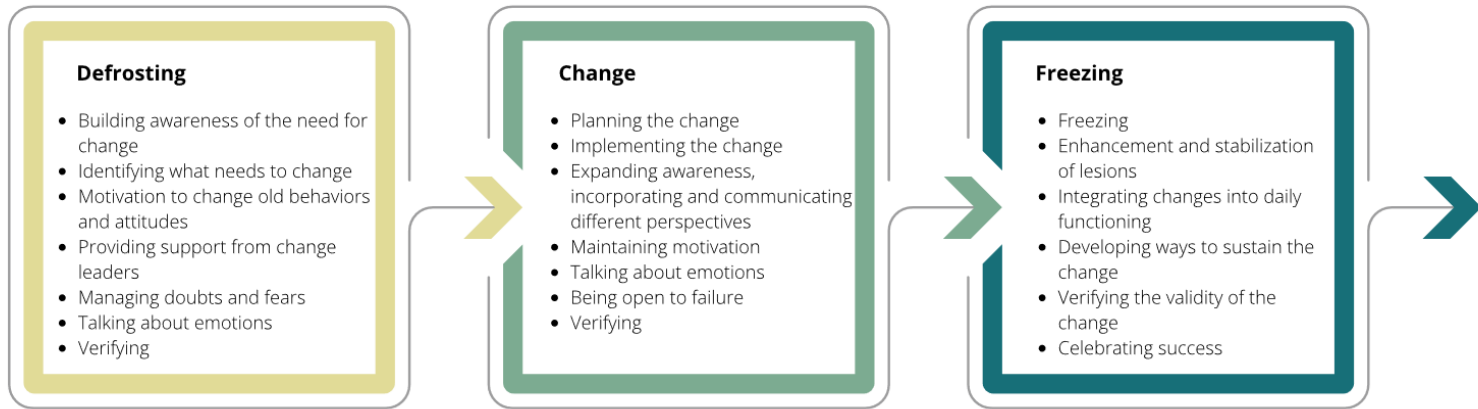 Defrosting
• Building awareness of the need for
change
• Identifying what needs to change
• Motivation to change old behaviors
and attitudes
• Providing support from change
leaders
• Managing doubts and fears
• Talking about emotions
• Verifying
Change
• Planning the change
• Implementing the change
• Expanding awareness,
incorporating and communicating
different perspectives
• Maintaining motivation
• Talking about emotions
• Being open to failure
• Verifying
Freezing
• Freezing
• Enhancement and stabilization
of lesions
• Integrating changes into daily
functioning
• Developing ways to sustain the
change
• Verifying the validity of the
change
• Celebrating success